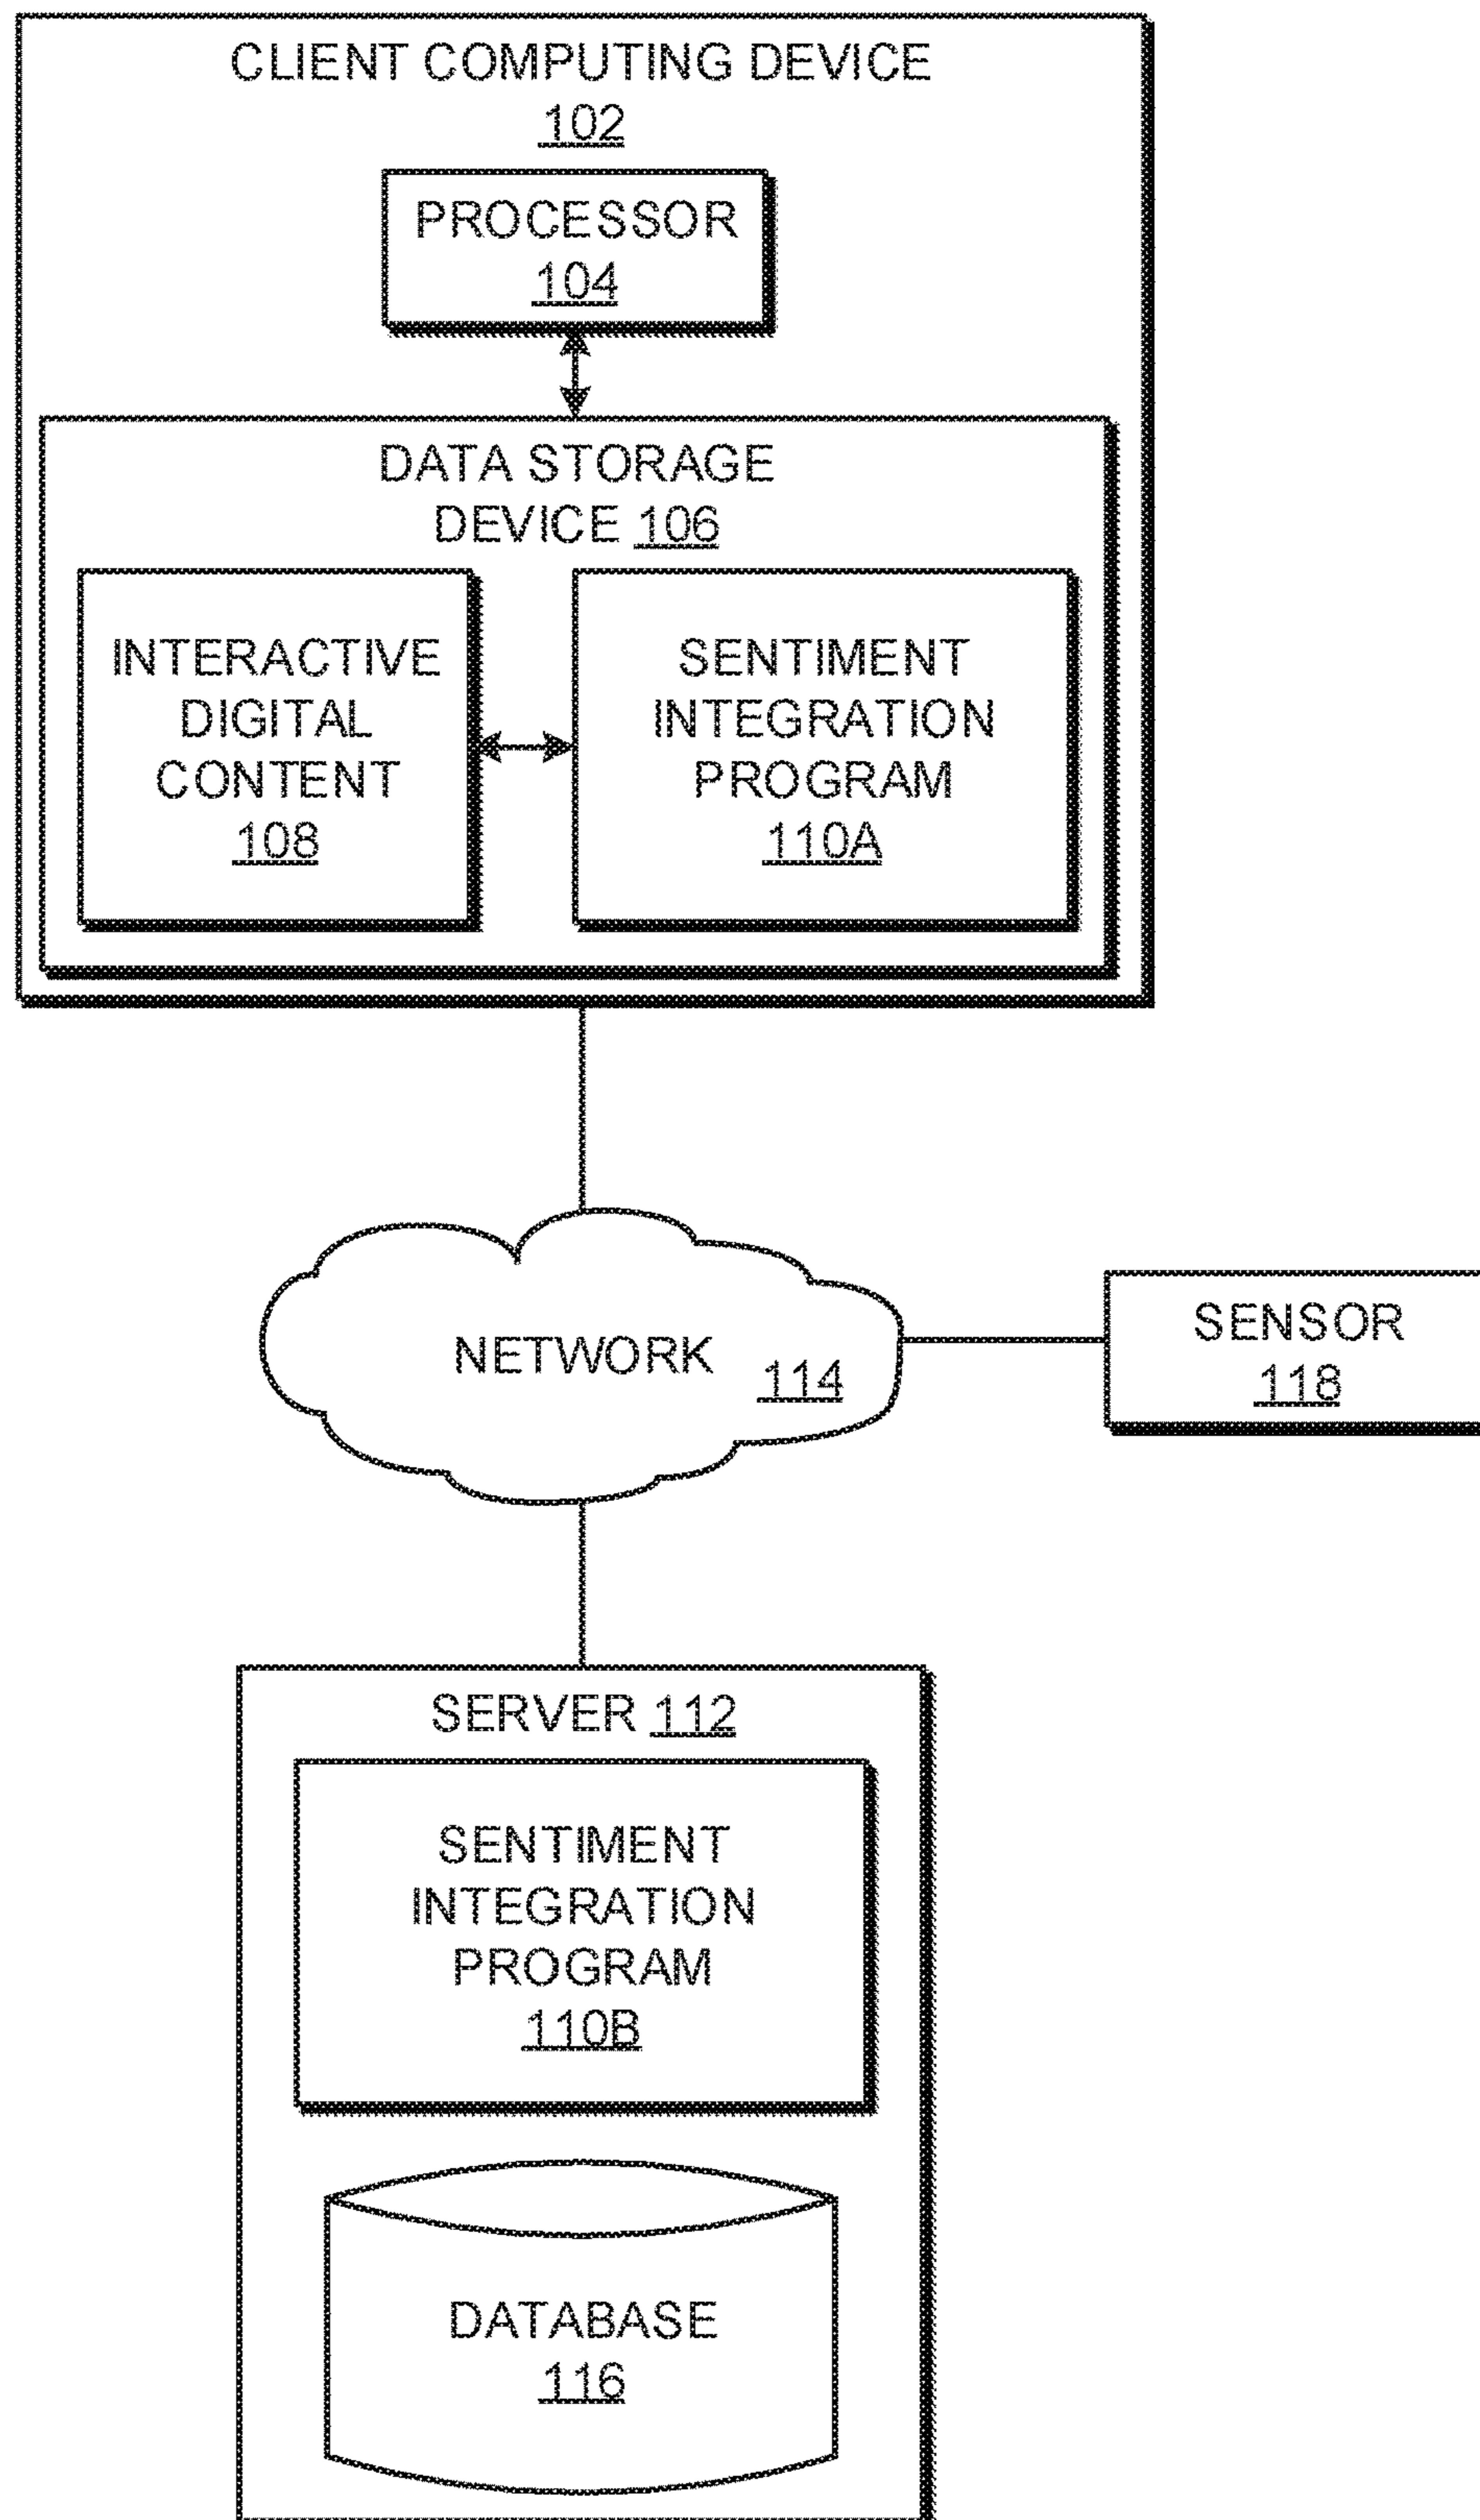 CLIENT COMPUTING DEVICE
102
PROCESSOR
104
DATA STORAGE
DEVICE 106
INTERACTIVE
DIGITAL
CONTENT
108
SENTIMENT
INTEGRATION
PROGRAM
110A
NETWORK 114
SENSOR
118
SERVER 112
SENTIMENT
INTEGRATION
PROGRAM
110B
DATABASE
116